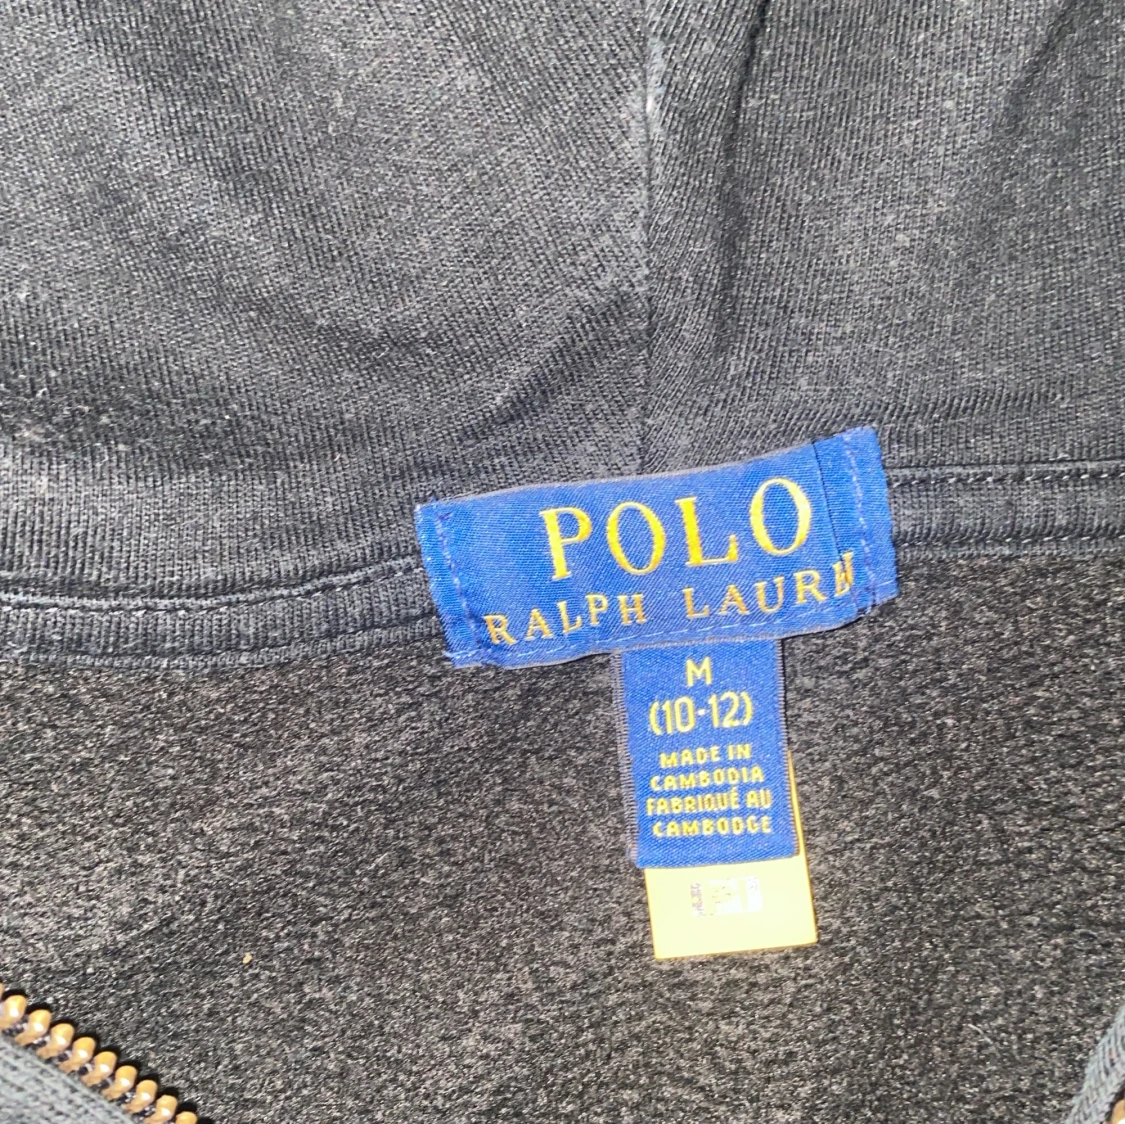 POLO
RALPH LAUREN
M
(10-12)
MADE IN
CAMBODIA
FABRIQUÉ AU
CAMBODGE